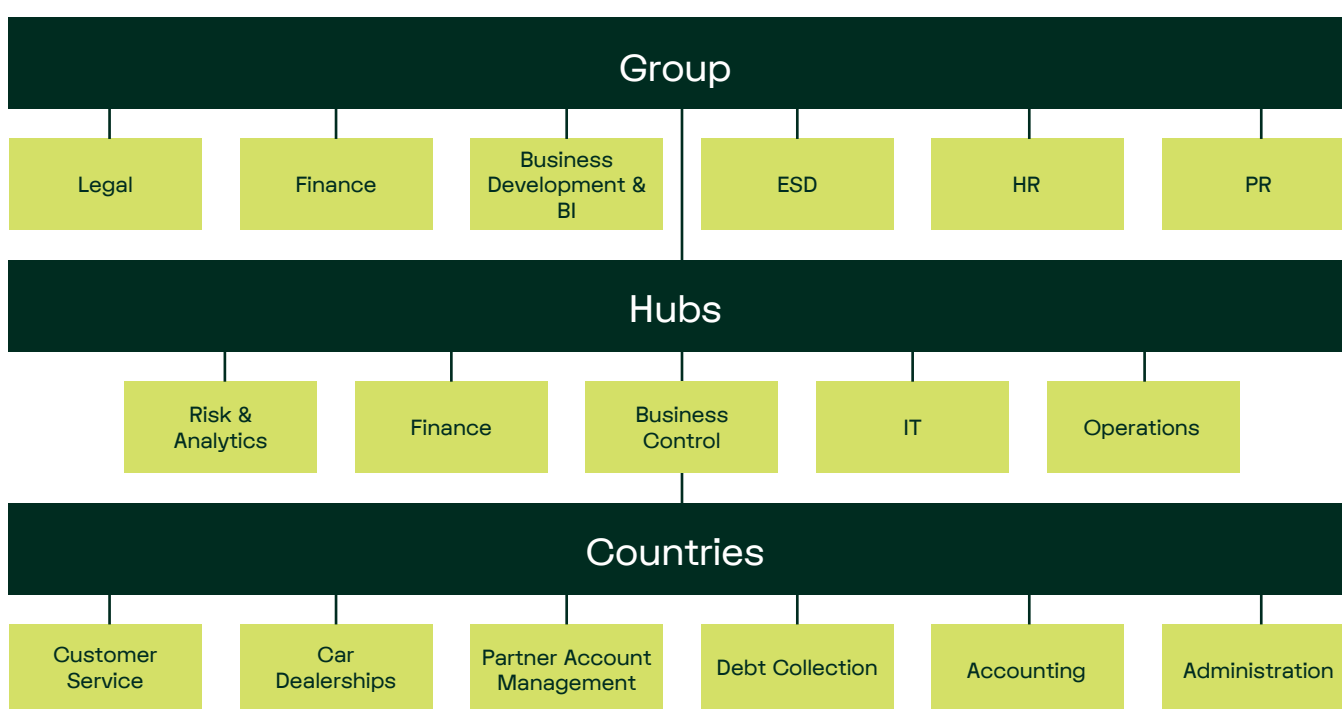 Group
Legal
Finance
Business
Development &
BI
ESD
HR
PR
Hubs
Risk &
Analytics
Finance
Business
Control
IT
Operations
Countries
Customer
Service
Car
Dealerships
Partner Account
Management
Debt Collection
Accounting
Administration